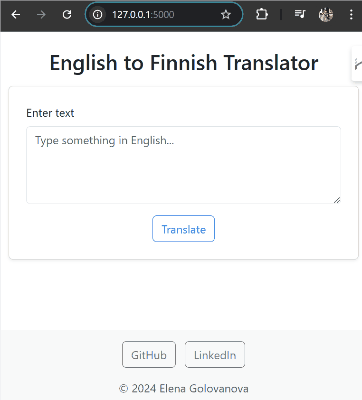 127.0.0.1:5000
English to Finnish Translator
Enter text
Type something in English...
Translate
GitHub LinkedIn
© 2024 Elena Golovanova